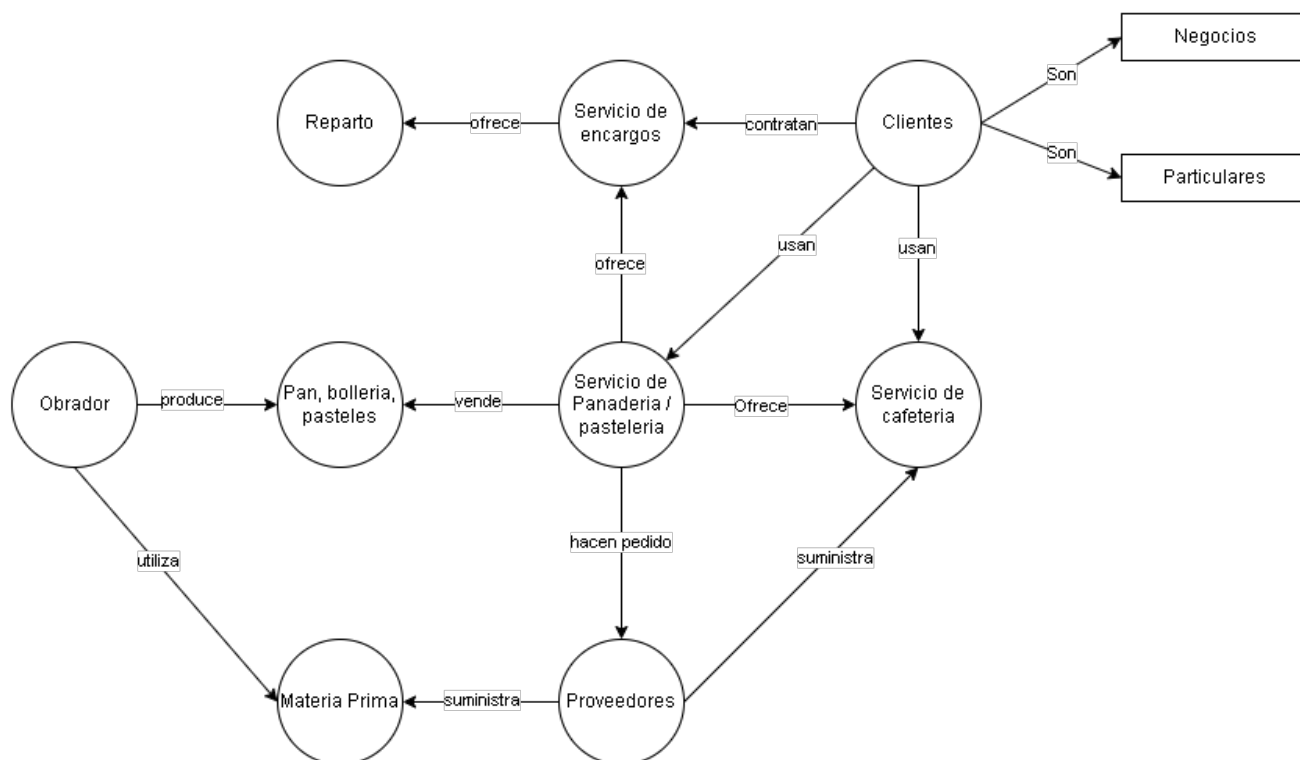 Negocios
Son
Reparto
ofrece
Servicio de
encargos
contratan
Clientes
Son
Particulares
usan
usan
ofrece
Obrador
produce
Pan, bolleria,
pasteles
vende
Servicio de
Panaderia /
pasteleria
Ofrece
Servicio de
cafeteria
hacen pedido
utiliza
suministra
Materia Prima
suministra
Proveedores